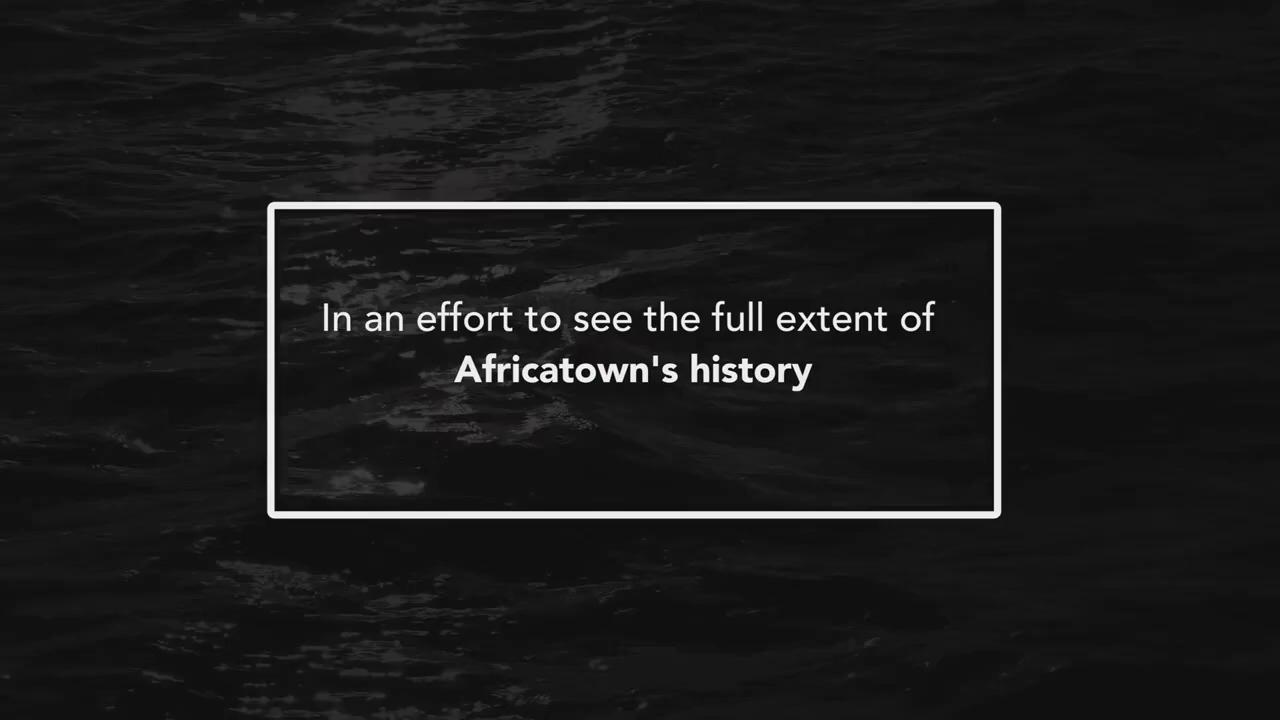 In an effort to see the full extent of
Africatown's history